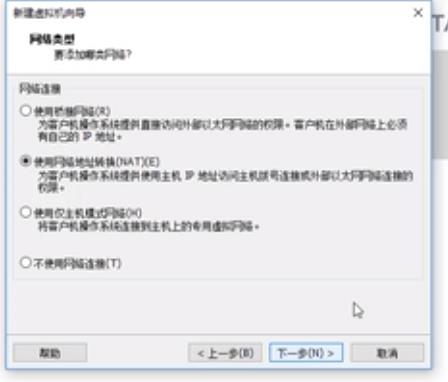 新建虚拟机向导
网络类型
要添加哪类网络?
网络连接
使用桥接网络(R)
为客户机操作系统提供直接访问外部以太网网络的权限。客户机在外部网络上必须
有自己的 IP 地址。
使用网络地址转换(NAT)(E)
为客户机操作系统提供使用主机 IP 地址访问主机拨号连接或外部以太网网络连接的
权限。
使用仅主机模式网络(H)
将客户机操作系统连接到主机上的专用虚拟网络。
不使用网络连接(T)
帮助
< 上一步(B)
下一步(N) >
取消